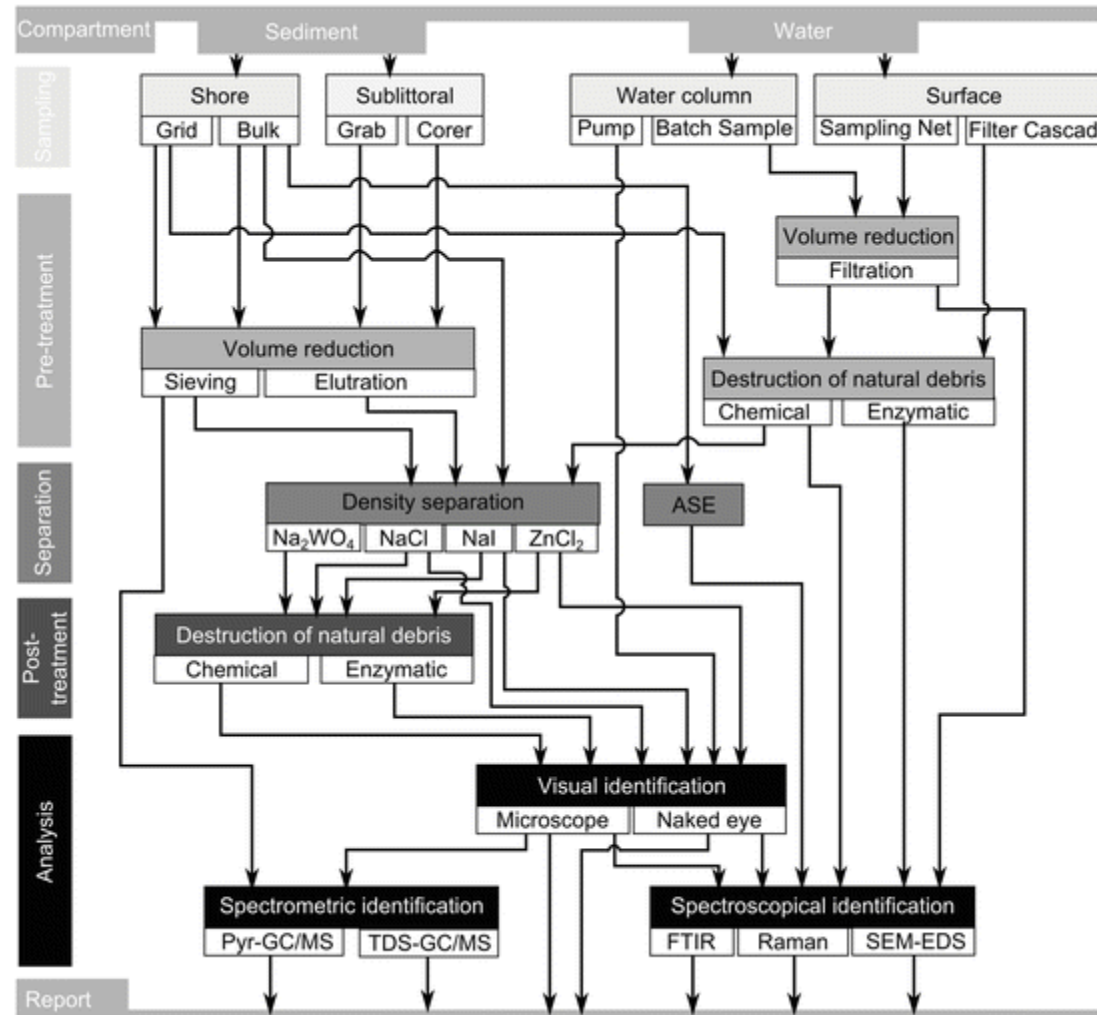 Compartment
Sediment
Water
Sampling
Shore
Sublittoral
Water column
Surface
Grid
Bulk
Grab
Corer
Pump
Batch Sample
Sampling Net
Filter Cascad
Pre-treatment
Volume reduction
Filtration
Volume reduction
Sieving
Elutration
Destruction of natural debris
Chemical
Enzymatic
Separation
Density separation
ASE
Na₂WO₄
NaCl
NaI
ZnCl₂
Post-
treatment
Destruction of natural debris
Chemical
Enzymatic
Analysis
Visual identification
Microscope
Naked eye
Spectrometric identification
Spectroscopical identification
Pyr-GC/MS
TDS-GC/MS
FTIR
Raman
SEM-EDS
Report